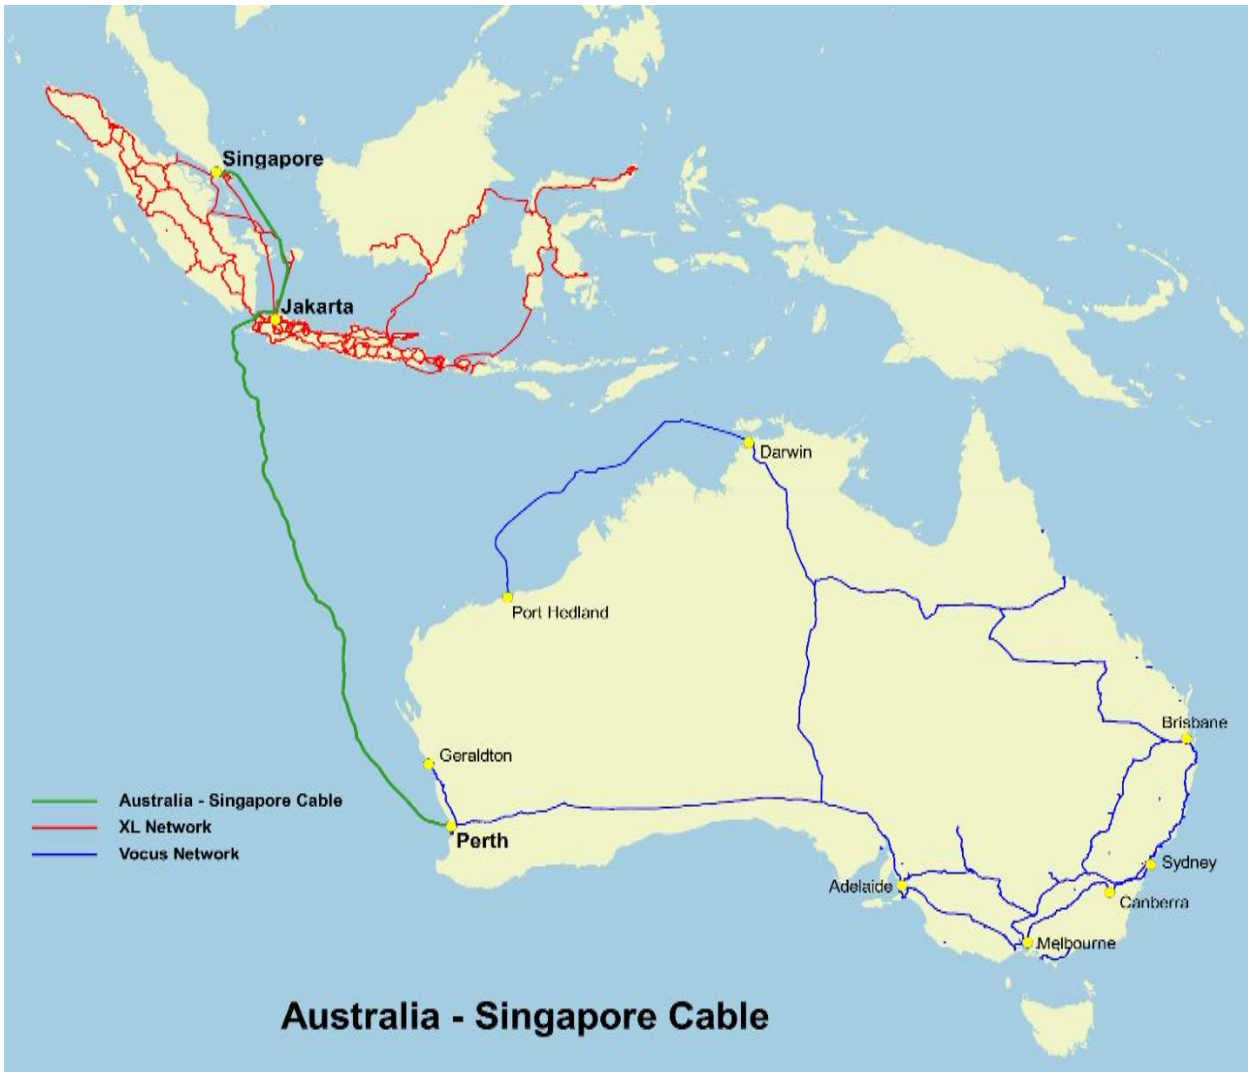 Singapore
Jakarta
Darwin
Port Hedland
Brisbane
Geraldton
Australia - Singapore Cable
XL Network
Vocus Network
Perth
Sydney
Adelaide
Canberra
Melbourne
Australia - Singapore Cable